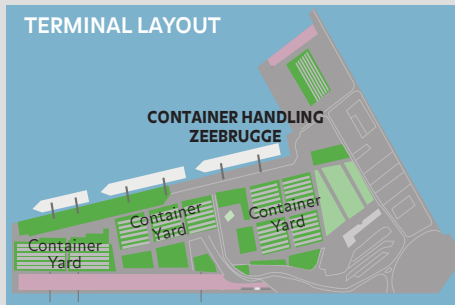 TERMINAL LAYOUT
CONTAINER HANDLING
ZEEBRUGGE
Container
Yard
Container
Yard
Container
Yard